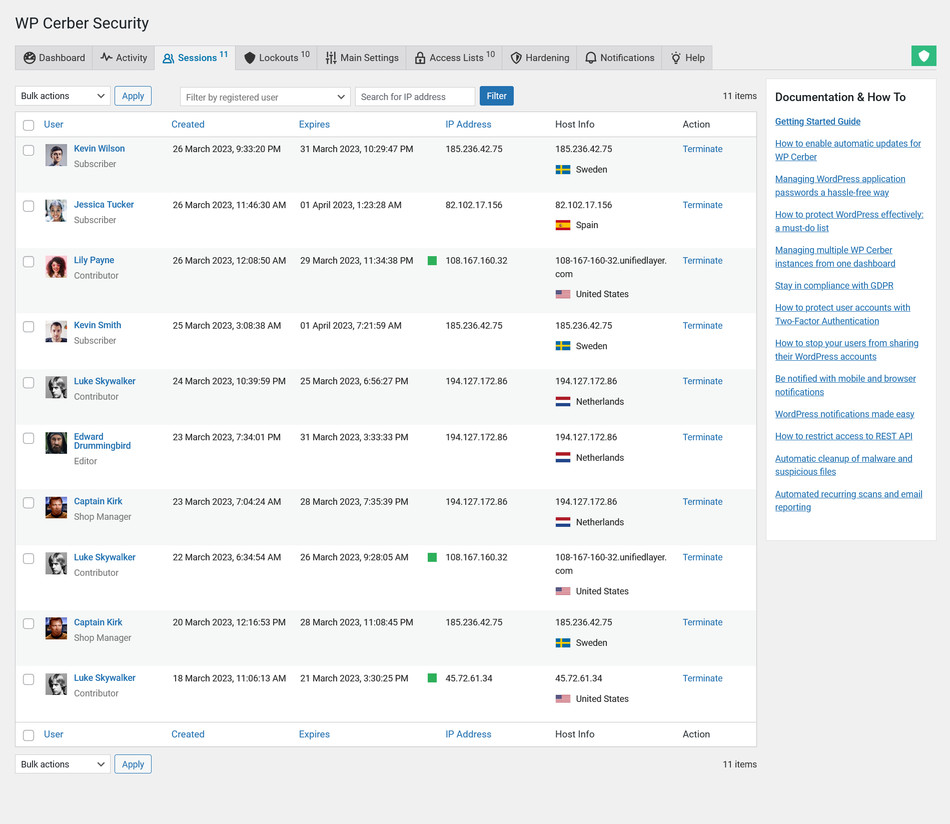 WP Cerber Security
Dashboard Activity Sessions 11 Lockouts 10 Main Settings Access Lists 10 Hardening Notifications Help
Bulk actions Apply Filter by registered user Search for IP address Filter 11 items
User Created Expires IP Address Host Info Action
Kevin Wilson 26 March 2023, 9:33:20 PM 31 March 2023, 10:29:47 PM 185.236.42.75 185.236.42.75 Terminate
Subscriber Sweden
Jessica Tucker 26 March 2023, 11:46:30 AM 01 April 2023, 1:23:28 AM 82.102.17.156 82.102.17.156 Terminate
Subscriber Spain
Lily Payne 26 March 2023, 12:08:50 AM 29 March 2023, 11:34:38 PM 108.167.160.32 108-167-160-32.unifiedlayer. Terminate
Contributor com
United States
Kevin Smith 25 March 2023, 3:08:38 AM 01 April 2023, 7:21:59 AM 185.236.42.75 185.236.42.75 Terminate
Subscriber Sweden
Luke Skywalker 24 March 2023, 10:39:59 PM 25 March 2023, 6:56:27 PM 194.127.172.86 194.127.172.86 Terminate
Contributor Netherlands
Edward 23 March 2023, 7:34:01 PM 31 March 2023, 3:33:33 PM 194.127.172.86 194.127.172.86 Terminate
Drummingbird
Editor Netherlands
Captain Kirk 23 March 2023, 7:04:24 AM 28 March 2023, 7:35:39 PM 194.127.172.86 194.127.172.86 Terminate
Shop Manager Netherlands
Luke Skywalker 22 March 2023, 6:34:54 AM 26 March 2023, 9:28:05 AM 108.167.160.32 108-167-160-32.unifiedlayer. Terminate
Contributor com
United States
Captain Kirk 20 March 2023, 12:16:53 PM 28 March 2023, 11:08:45 PM 185.236.42.75 185.236.42.75 Terminate
Shop Manager Sweden
Luke Skywalker 18 March 2023, 11:06:13 AM 21 March 2023, 3:30:25 PM 45.72.61.34 45.72.61.34 Terminate
Contributor United States
User Created Expires IP Address Host Info Action
Bulk actions Apply 11 items
Documentation & How To
Getting Started Guide
How to enable automatic updates for
WP Cerber
Managing WordPress application
passwords a hassle-free way
How to protect WordPress effectively:
a must-do list
Managing multiple WP Cerber
instances from one dashboard
Stay in compliance with GDPR
How to protect user accounts with
Two-Factor Authentication
How to stop your users from sharing
their WordPress accounts
Be notified with mobile and browser
notifications
WordPress notifications made easy
How to restrict access to REST API
Automatic cleanup of malware and
suspicious files
Automated recurring scans and email
reporting